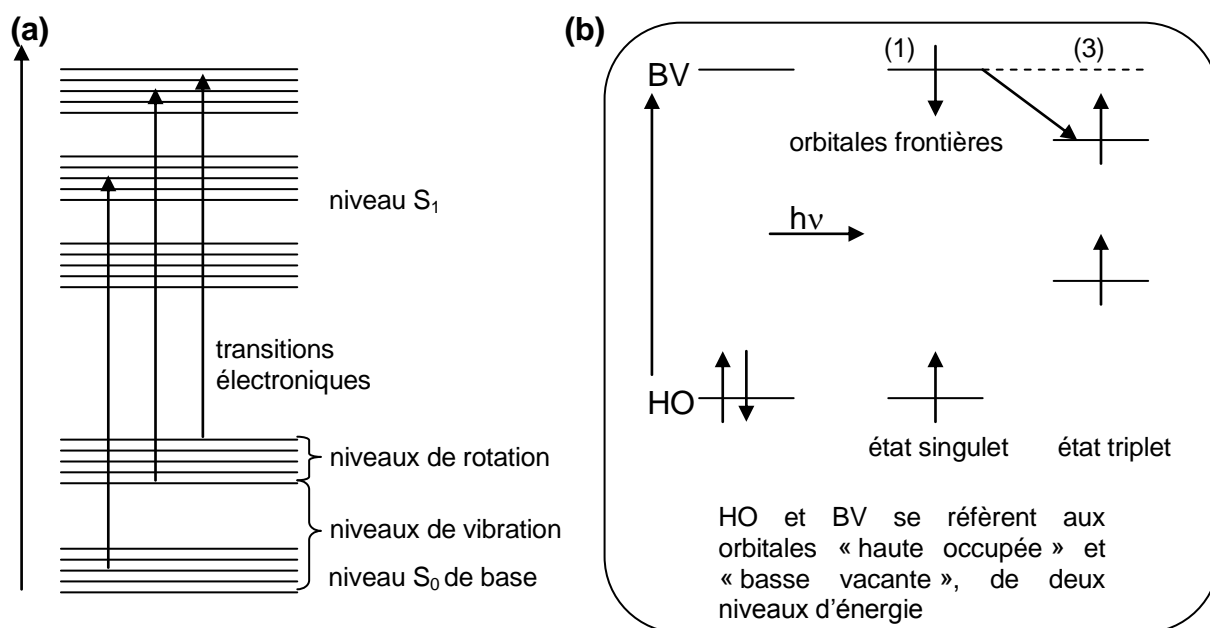 (a)
niveau S₁
transitions
électroniques
niveaux de rotation
niveaux de vibration
niveau S₀ de base
(b)
(1)
(3)
BV
orbitales frontières
hν
HO
état singulet
état triplet
HO et BV se réfèrent aux
orbitales « haute occupée » et
« basse vacante », de deux
niveaux d'énergie